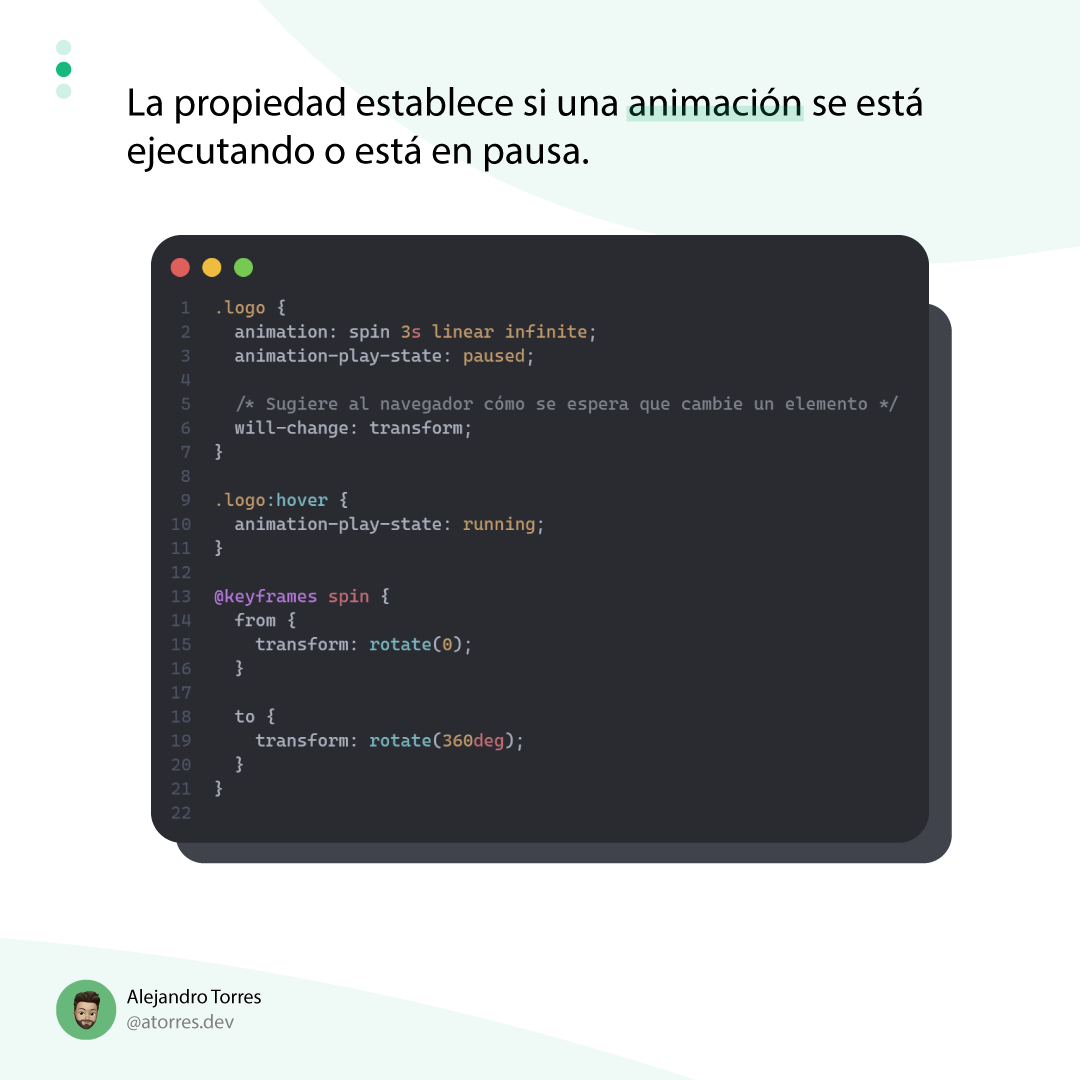 La propiedad establece si una animación se está
ejecutando o está en pausa.
1 .logo {
2   animation: spin 3s linear infinite;
3   animation-play-state: paused;
4
5   /* Sugiere al navegador cómo se espera que cambie un elemento */
6   will-change: transform;
7 }
8
9 .logo:hover {
10   animation-play-state: running;
11 }
12
13 @keyframes spin {
14   from {
15     transform: rotate(0);
16   }
17
18   to {
19     transform: rotate(360deg);
20   }
21 }
22
Alejandro Torres
@atorres.dev